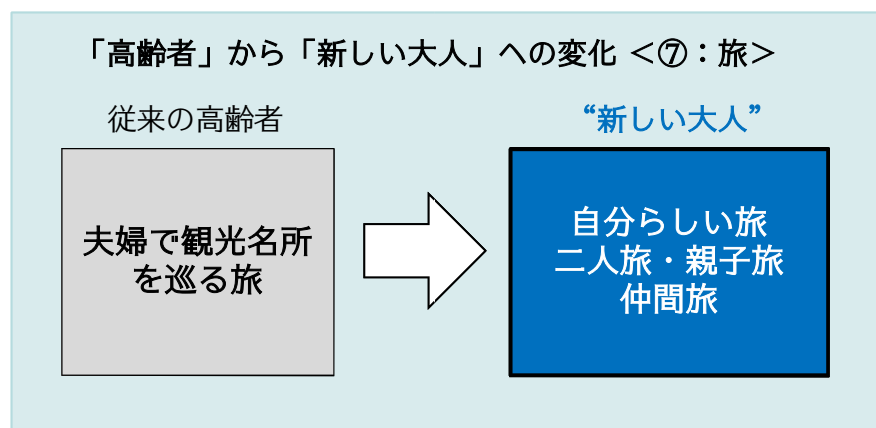 「高齢者」から「新しい大人」への変化 ＜⑦：旅＞
従来の高齢者
“新しい大人”
夫婦で観光名所
を巡る旅
自分らしい旅
二人旅・親子旅
仲間旅